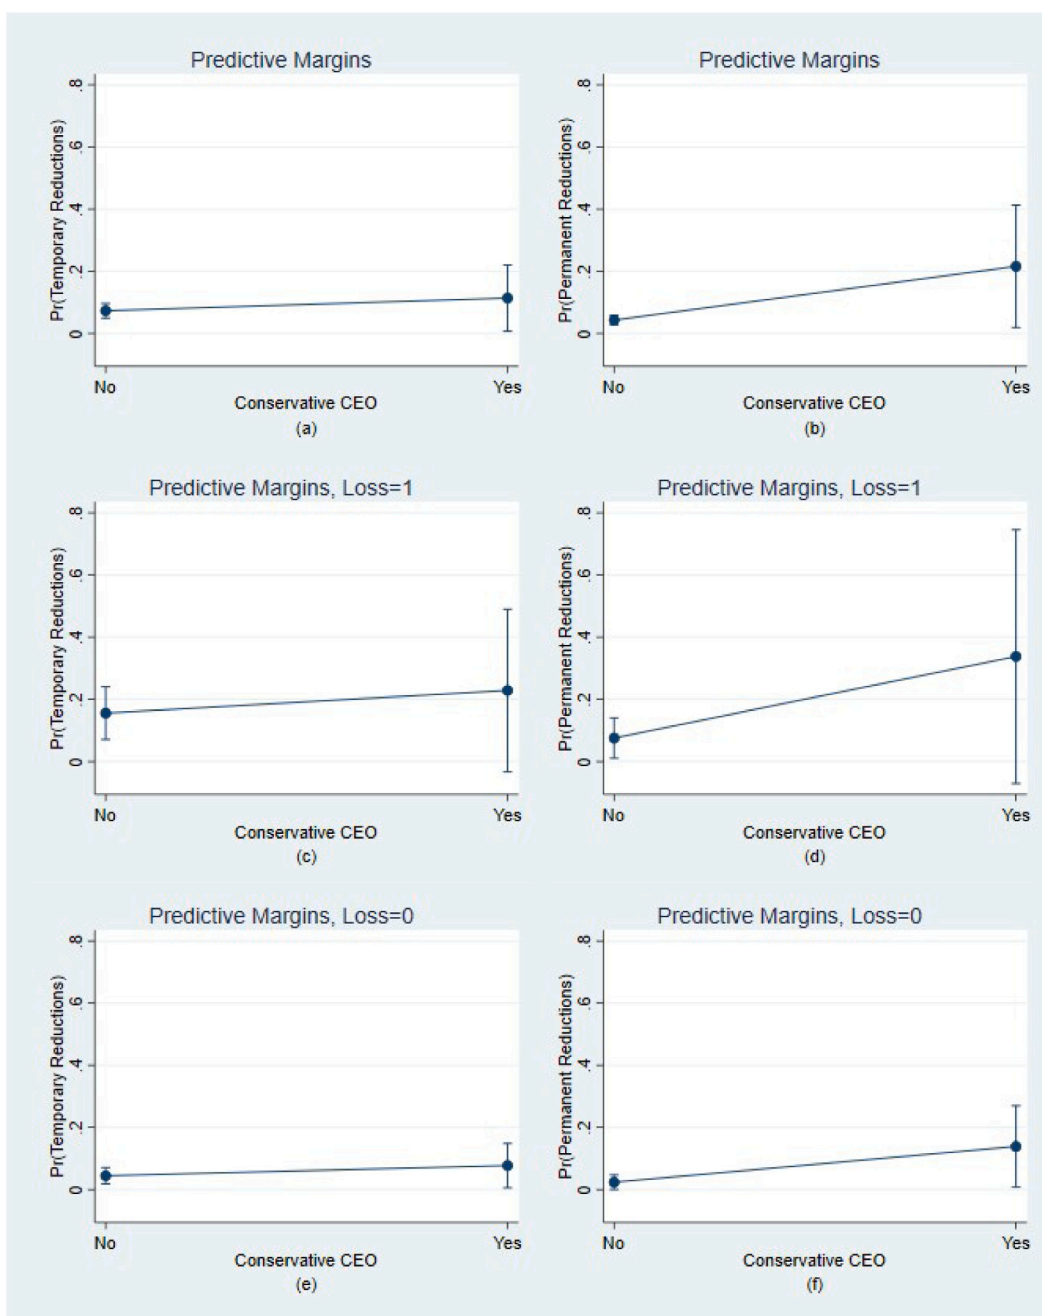 Predictive Margins
Pr(Temporary Reductions)
.8
.6
.4
.2
0
No
Yes
Conservative CEO
(a)
Predictive Margins
Pr(Permanent Reductions)
.8
.6
.4
.2
0
No
Yes
Conservative CEO
(b)
Predictive Margins, Loss=1
Pr(Temporary Reductions)
.8
.6
.4
.2
0
No
Yes
Conservative CEO
(c)
Predictive Margins, Loss=1
Pr(Permanent Reductions)
.8
.6
.4
.2
0
No
Yes
Conservative CEO
(d)
Predictive Margins, Loss=0
Pr(Temporary Reductions)
.8
.6
.4
.2
0
No
Yes
Conservative CEO
(e)
Predictive Margins, Loss=0
Pr(Permanent Reductions)
.8
.6
.4
.2
0
No
Yes
Conservative CEO
(f)